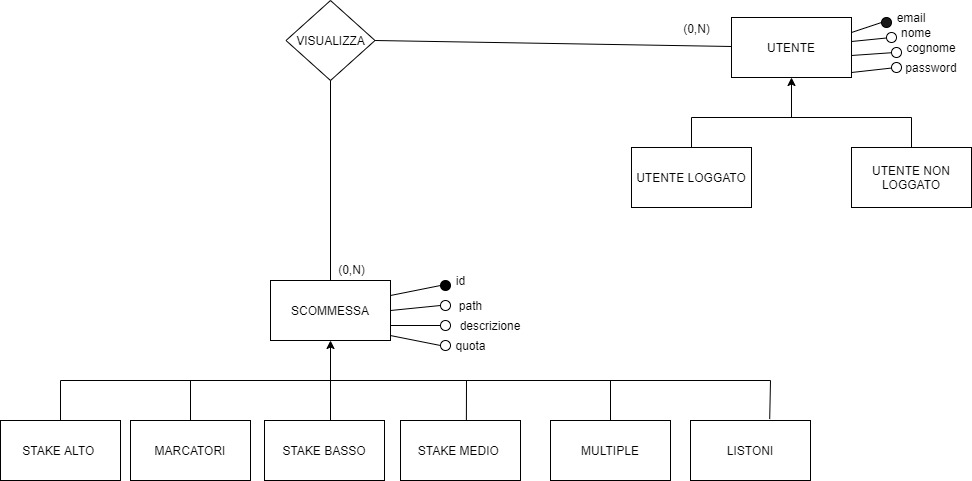 VISUALIZZA
(0,N)
UTENTE
email
nome
cognome
password
UTENTE LOGGATO
UTENTE NON
LOGGATO
(0,N)
SCOMMESSA
id
path
descrizione
quota
STAKE ALTO
MARCATORI
STAKE BASSO
STAKE MEDIO
MULTIPLE
LISTONI